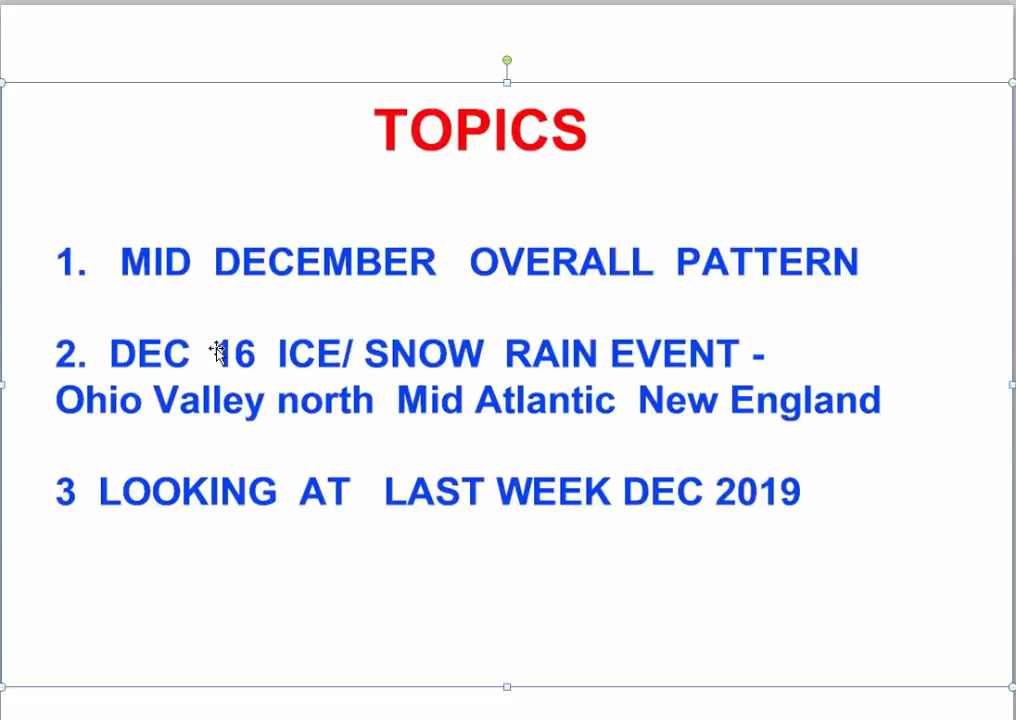 TOPICS
1. MID DECEMBER OVERALL PATTERN
2. DEC 16 ICE/ SNOW RAIN EVENT -
Ohio Valley north Mid Atlantic New England
3 LOOKING AT LAST WEEK DEC 2019